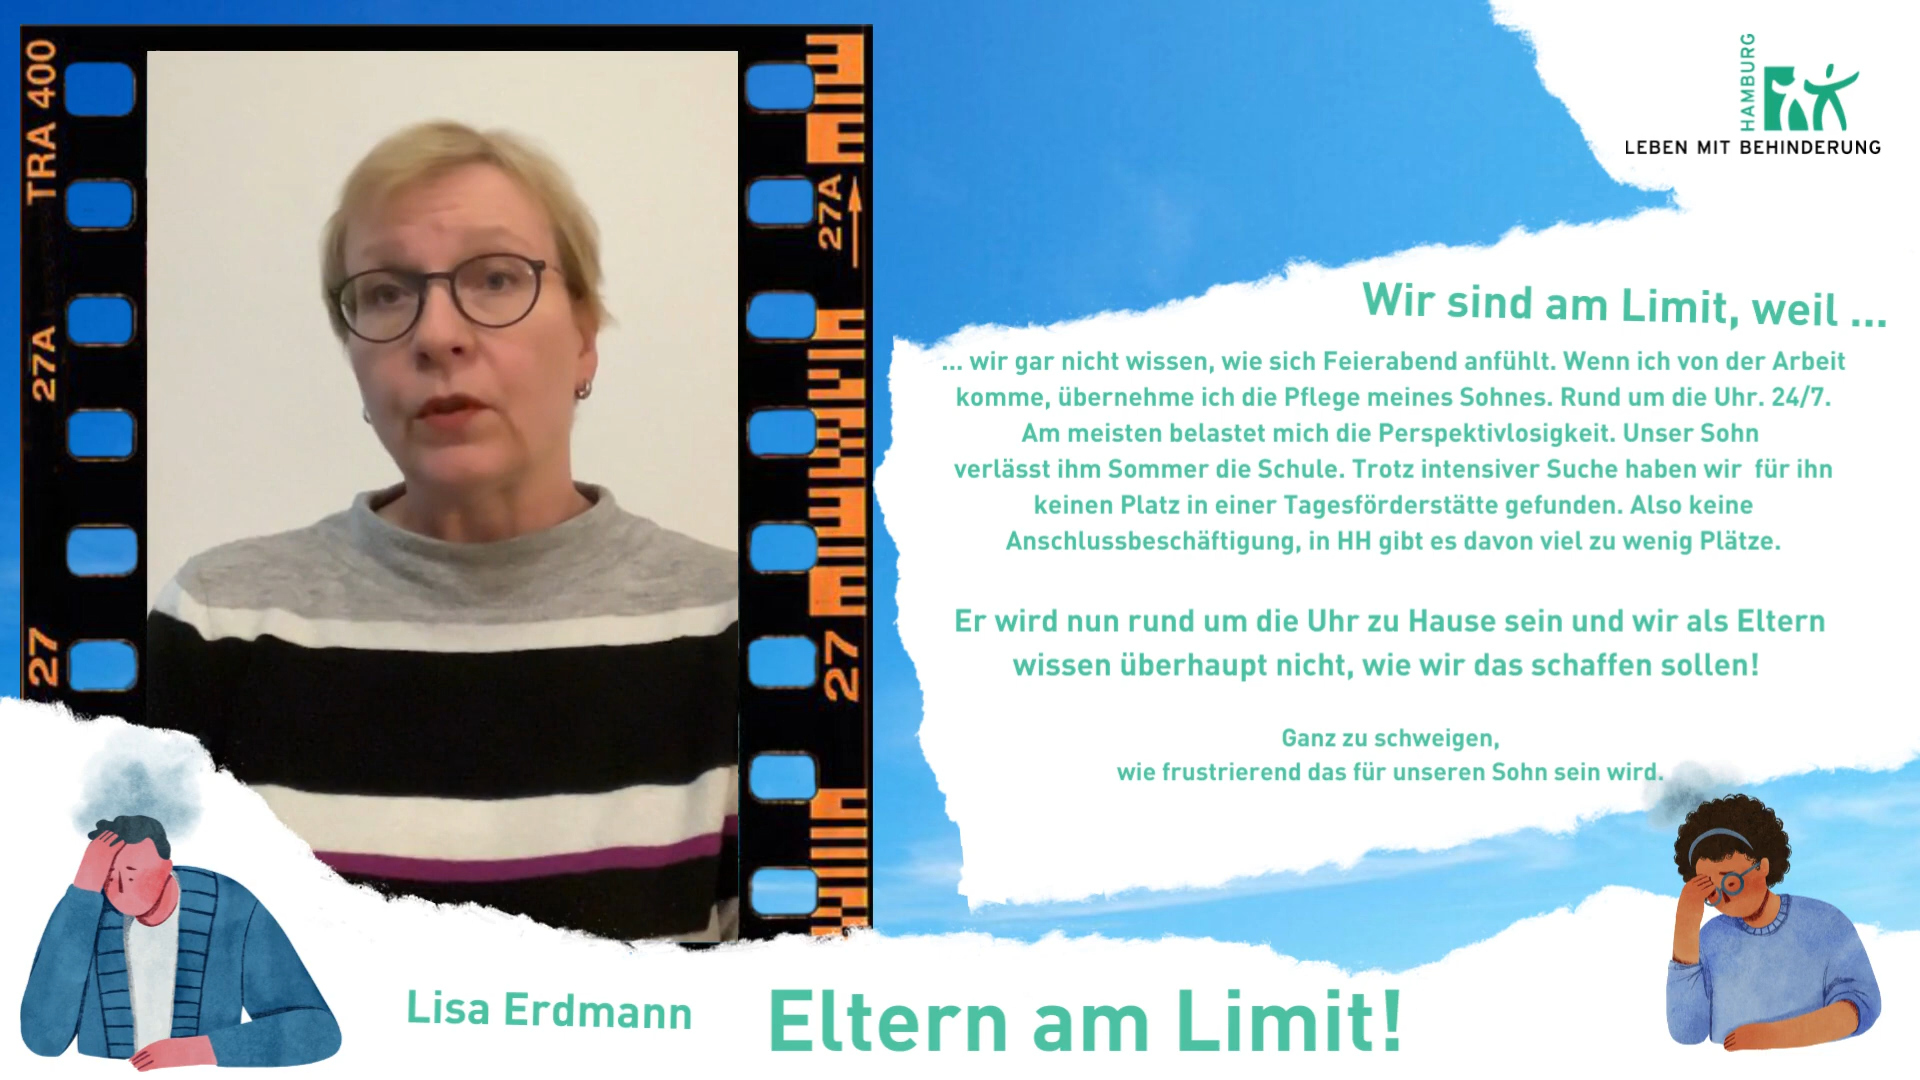 TRA 400
27A
27
27A
27
HAMBURG
LEBEN MIT BEHINDERUNG
Wir sind am Limit, weil ...
... wir gar nicht wissen, wie sich Feierabend anfühlt. Wenn ich von der Arbeit
komme, übernehme ich die Pflege meines Sohnes. Rund um die Uhr. 24/7.
Am meisten belastet mich die Perspektivlosigkeit. Unser Sohn
verlässt ihm Sommer die Schule. Trotz intensiver Suche haben wir für ihn
keinen Platz in einer Tagesförderstätte gefunden. Also keine
Anschlussbeschäftigung, in HH gibt es davon viel zu wenig Plätze.
Er wird nun rund um die Uhr zu Hause sein und wir als Eltern
wissen überhaupt nicht, wie wir das schaffen sollen!
Ganz zu schweigen,
wie frustrierend das für unseren Sohn sein wird.
Lisa Erdmann
Eltern am Limit!